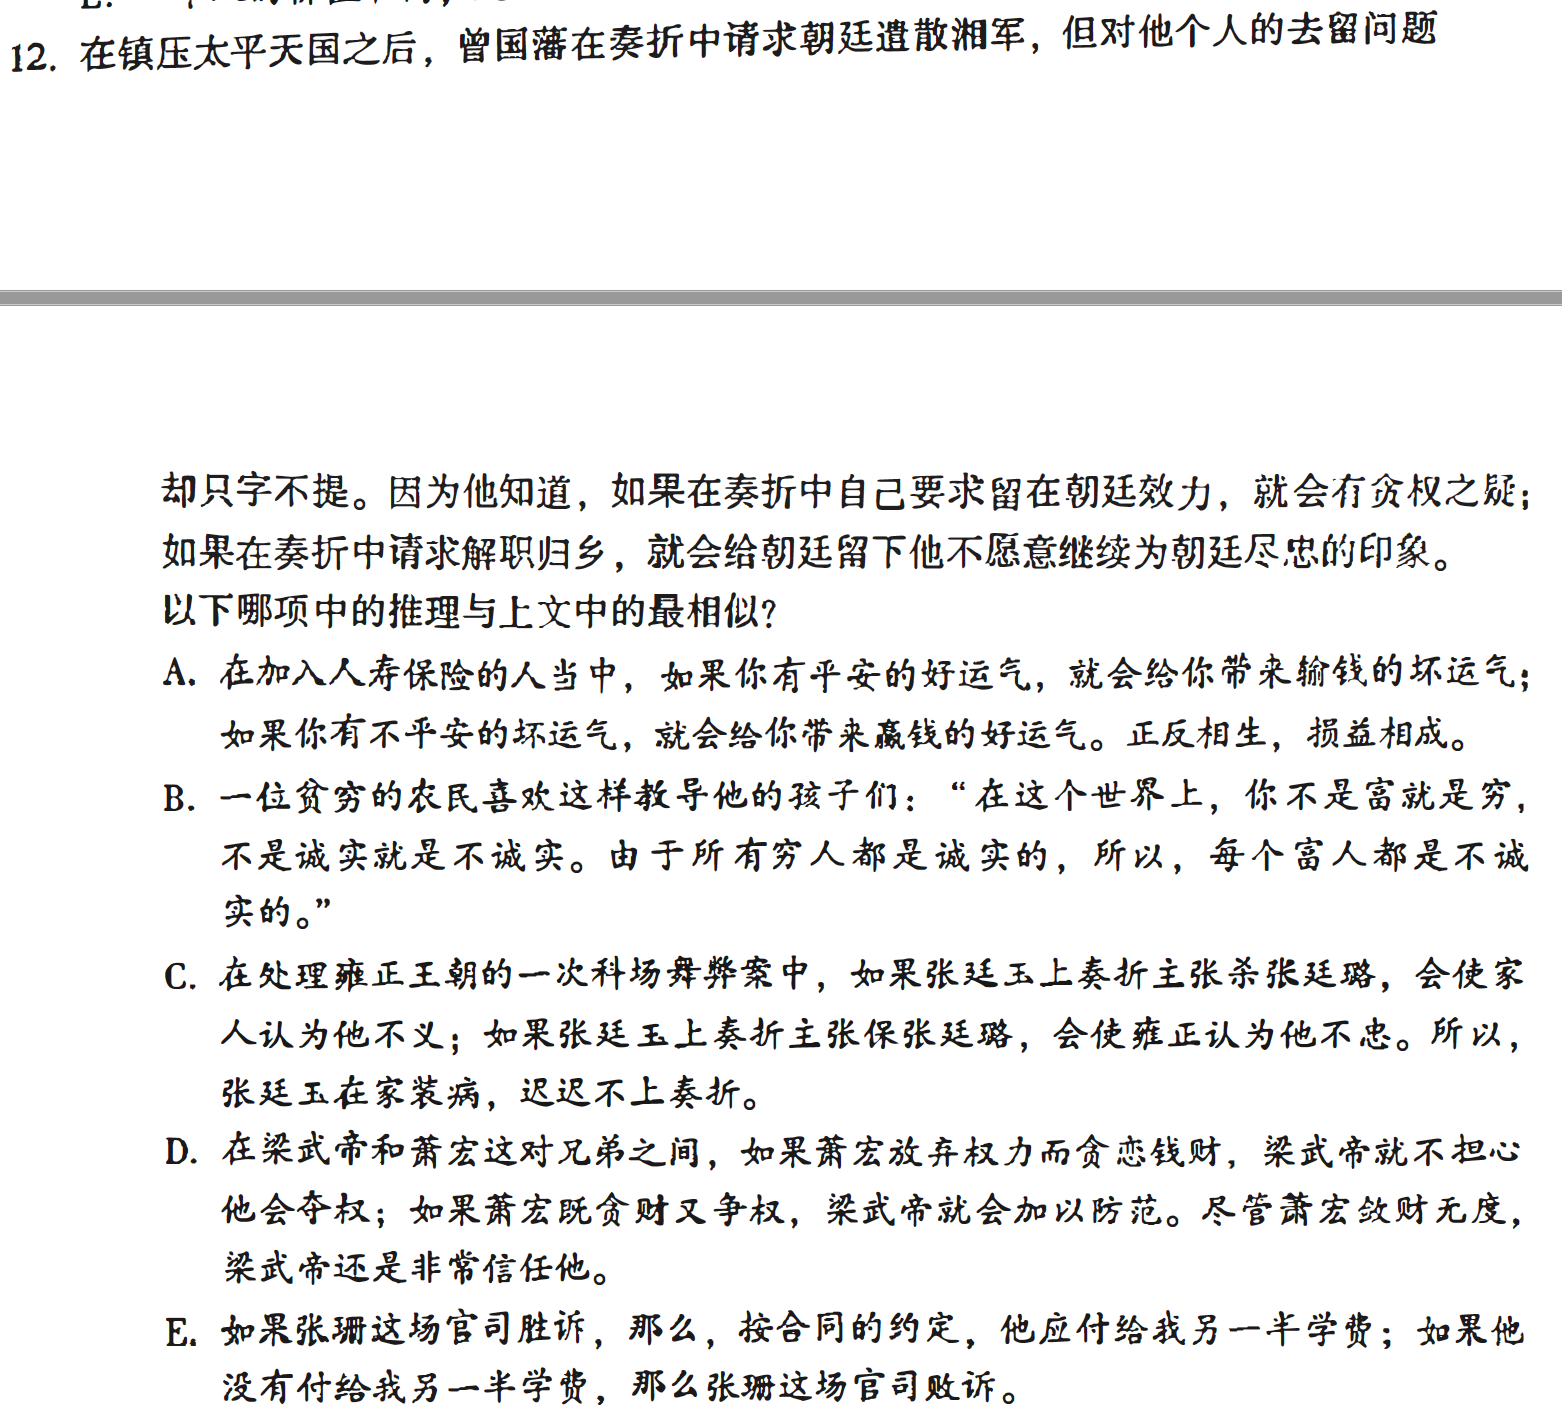 12. 在镇压太平天国之后，曾国藩在奏折中请求朝廷遣散湘军，但对他个人的去留问题
却只字不提。因为他知道，如果在奏折中自己要求留在朝廷效力，就会有贪权之疑；
如果在奏折中请求解职归乡，就会给朝廷留下他不愿意继续为朝廷尽忠的印象。
以下哪项中的推理与上文中的最相似？
A. 在加入人寿保险的人当中，如果你有平安的好运气，就会给你带来输钱的坏运气；
如果你有不平安的坏运气，就会给你带来赢钱的好运气。正反相生，损益相成。
B. 一位贫穷的农民喜欢这样教导他的孩子们：“在这个世界上，你不是富就是穷，
不是诚实就是不诚实。由于所有穷人都是诚实的，所以，每个富人都是不诚
实的。”
C. 在处理雍正王朝的一次科场舞弊案中，如果张廷玉上奏折主张杀张廷璐，会使家
人认为他不义；如果张廷玉上奏折主张保张廷璐，会使雍正认为他不忠。所以，
张廷玉在家装病，迟迟不上奏折。
D. 在梁武帝和萧宏这对兄弟之间，如果萧宏放弃权力而贪恋钱财，梁武帝就不担心
他会夺权；如果萧宏既贪财又争权，梁武帝就会加以防范。尽管萧宏敛财无度，
梁武帝还是非常信任他。
E. 如果张珊这场官司胜诉，那么，按合同的约定，他应付给我另一半学费；如果他
没有付给我另一半学费，那么张珊这场官司败诉。